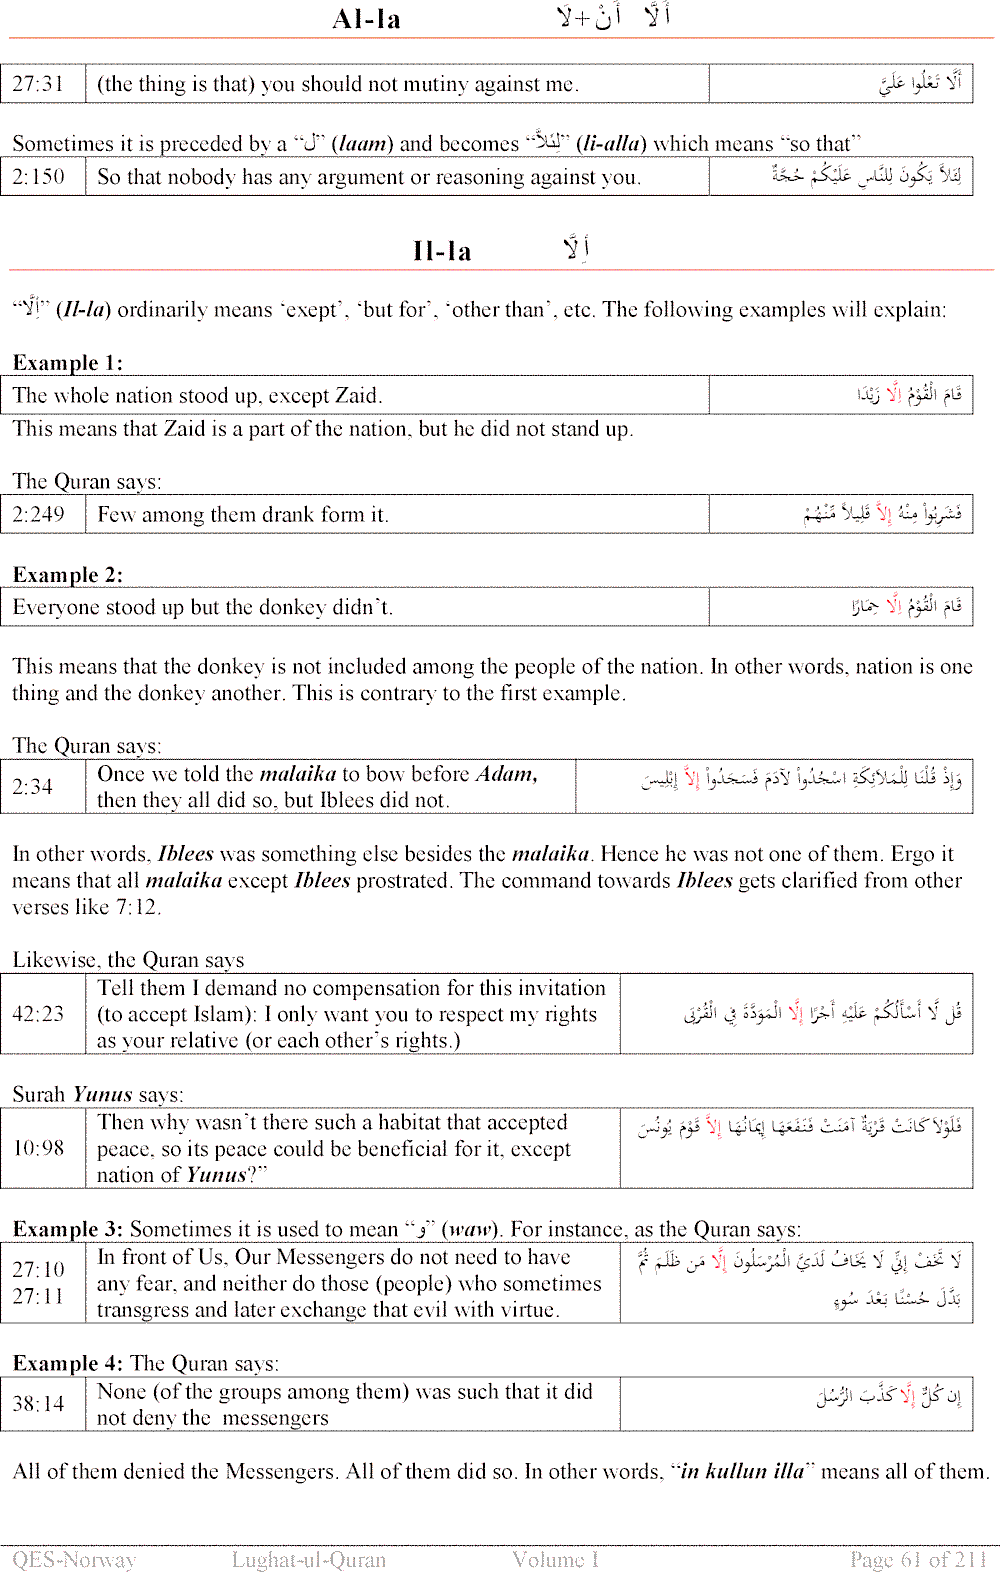 Al-la أَلَّا أَنْ+لَا
27:31 (the thing is that) you should not mutiny against me. أَلَّا تَعْلُوا عَلَيَّ
Sometimes it is preceded by a “ل” (laam) and becomes “لِئَلاَّ” (li-alla) which means “so that”
2:150 So that nobody has any argument or reasoning against you. لِئَلاَّ يَكُونَ لِلنَّاسِ عَلَيْكُمْ حُجَّةٌ
Il-la إِلَّا
“إِلَّا” (Il-la) ordinarily means ‘exept’, ‘but for’, ‘other than’, etc. The following examples will explain:
Example 1:
The whole nation stood up, except Zaid. قَامَ الْقَوْمُ اِلَّا زَيْدَا
This means that Zaid is a part of the nation, but he did not stand up.
The Quran says:
2:249 Few among them drank form it. فَشَرِبُواْ مِنْهُ إِلاَّ قَلِيلاً مِّنْهُمْ
Example 2:
Everyone stood up but the donkey didn’t. قَامَ الْقَوْمُ اِلَّا حِمَارًا
This means that the donkey is not included among the people of the nation. In other words, nation is one
thing and the donkey another. This is contrary to the first example.
The Quran says:
2:34 Once we told the malaika to bow before Adam, وَإِذْ قُلْنَا لِلْمَلاَئِكَةِ اسْجُدُواْ لآدَمَ فَسَجَدُواْ إِلاَّ إِبْلِيسَ
then they all did so, but Iblees did not.
In other words, Iblees was something else besides the malaika. Hence he was not one of them. Ergo it
means that all malaika except Iblees prostrated. The command towards Iblees gets clarified from other
verses like 7:12.
Likewise, the Quran says
Tell them I demand no compensation for this invitation
42:23 (to accept Islam): I only want you to respect my rights قُل لَّا أَسْأَلُكُمْ عَلَيْهِ أَجْرًا إِلَّا الْمَوَدَّةَ فِي الْقُرْبَى
as your relative (or each other’s rights.)
Surah Yunus says:
Then why wasn’t there such a habitat that accepted فَلَوْلاَ كَانَتْ قَرْيَةٌ آمَنَتْ فَنَفَعَهَا إِيمَانُهَا إِلاَّ قَوْمَ يُونُسَ
10:98 peace, so its peace could be beneficial for it, except
nation of Yunus?”
Example 3: Sometimes it is used to mean “و” (waw). For instance, as the Quran says:
27:10 In front of Us, Our Messengers do not need to have لَا تَخَفْ إِنِّي لَا يَخَافُ لَدَيَّ الْمُرْسَلُونَ إِلَّا مَن ظَلَمَ ثُمَّ
27:11 any fear, and neither do those (people) who sometimes بَدَّلَ حُسْنًا بَعْدَ سُوءٍ
transgress and later exchange that evil with virtue.
Example 4: The Quran says:
38:14 None (of the groups among them) was such that it did إِن كُلٌّ إِلَّا كَذَّبَ الرُّسُلَ
not deny the messengers
All of them denied the Messengers. All of them did so. In other words, “in kullun illa” means all of them.
QES-Norway Lughat-ul-Quran Volume 1 Page 61 of 211